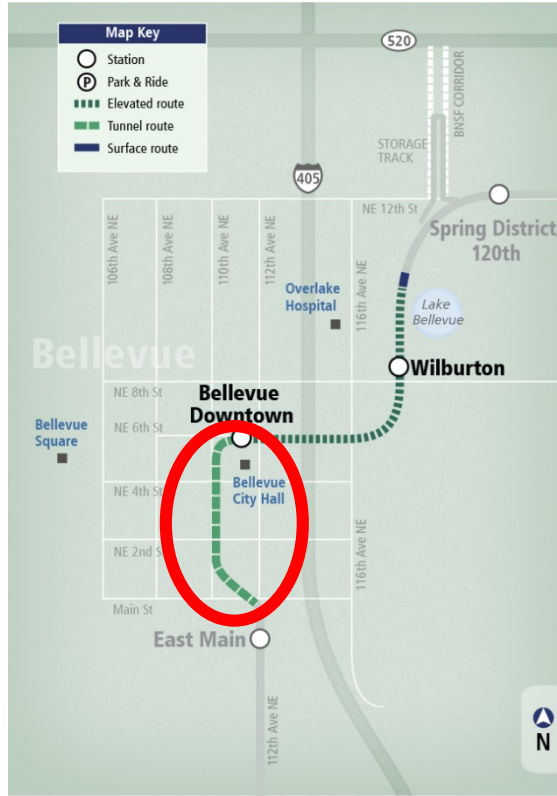 Map Key
Station
P Park & Ride
Elevated route
Tunnel route
Surface route
520
BNSF CORRIDOR
STORAGE
TRACK
405
NE 12th St
Spring District
120th
106th Ave NE
108th Ave NE
110th Ave NE
112th Ave NE
116th Ave NE
Overlake
Hospital
Lake
Bellevue
Bellevue
Wilburton
NE 8th St
Bellevue
Downtown
NE 6th St
Bellevue
Square
Bellevue
City Hall
NE 4th St
NE 2nd S
116th Ave NE
Main St
East Main
112th Ave NE
N